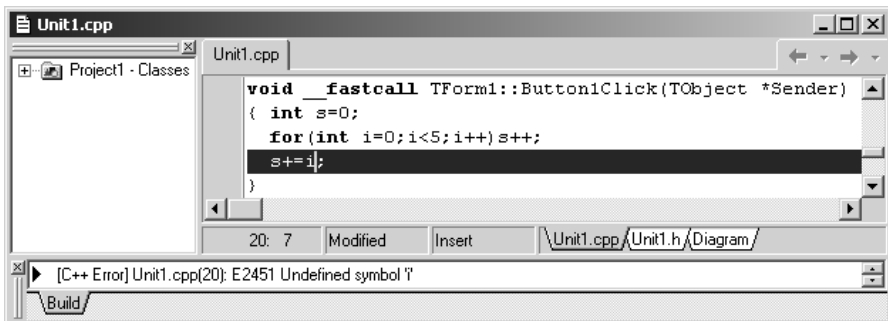 Unit1.cpp
Project1 - Classes
Unit1.cpp
void __fastcall TForm1::Button1Click(TObject *Sender)
{ int s=0;
for(int i=0;i<5;i++)s++;
s+=i;
}
20: 7 Modified Insert \Unit1.cpp/Unit1.h/Diagram/
[C++ Error] Unit1.cpp(20): E2451 Undefined symbol 'i'
\Build/